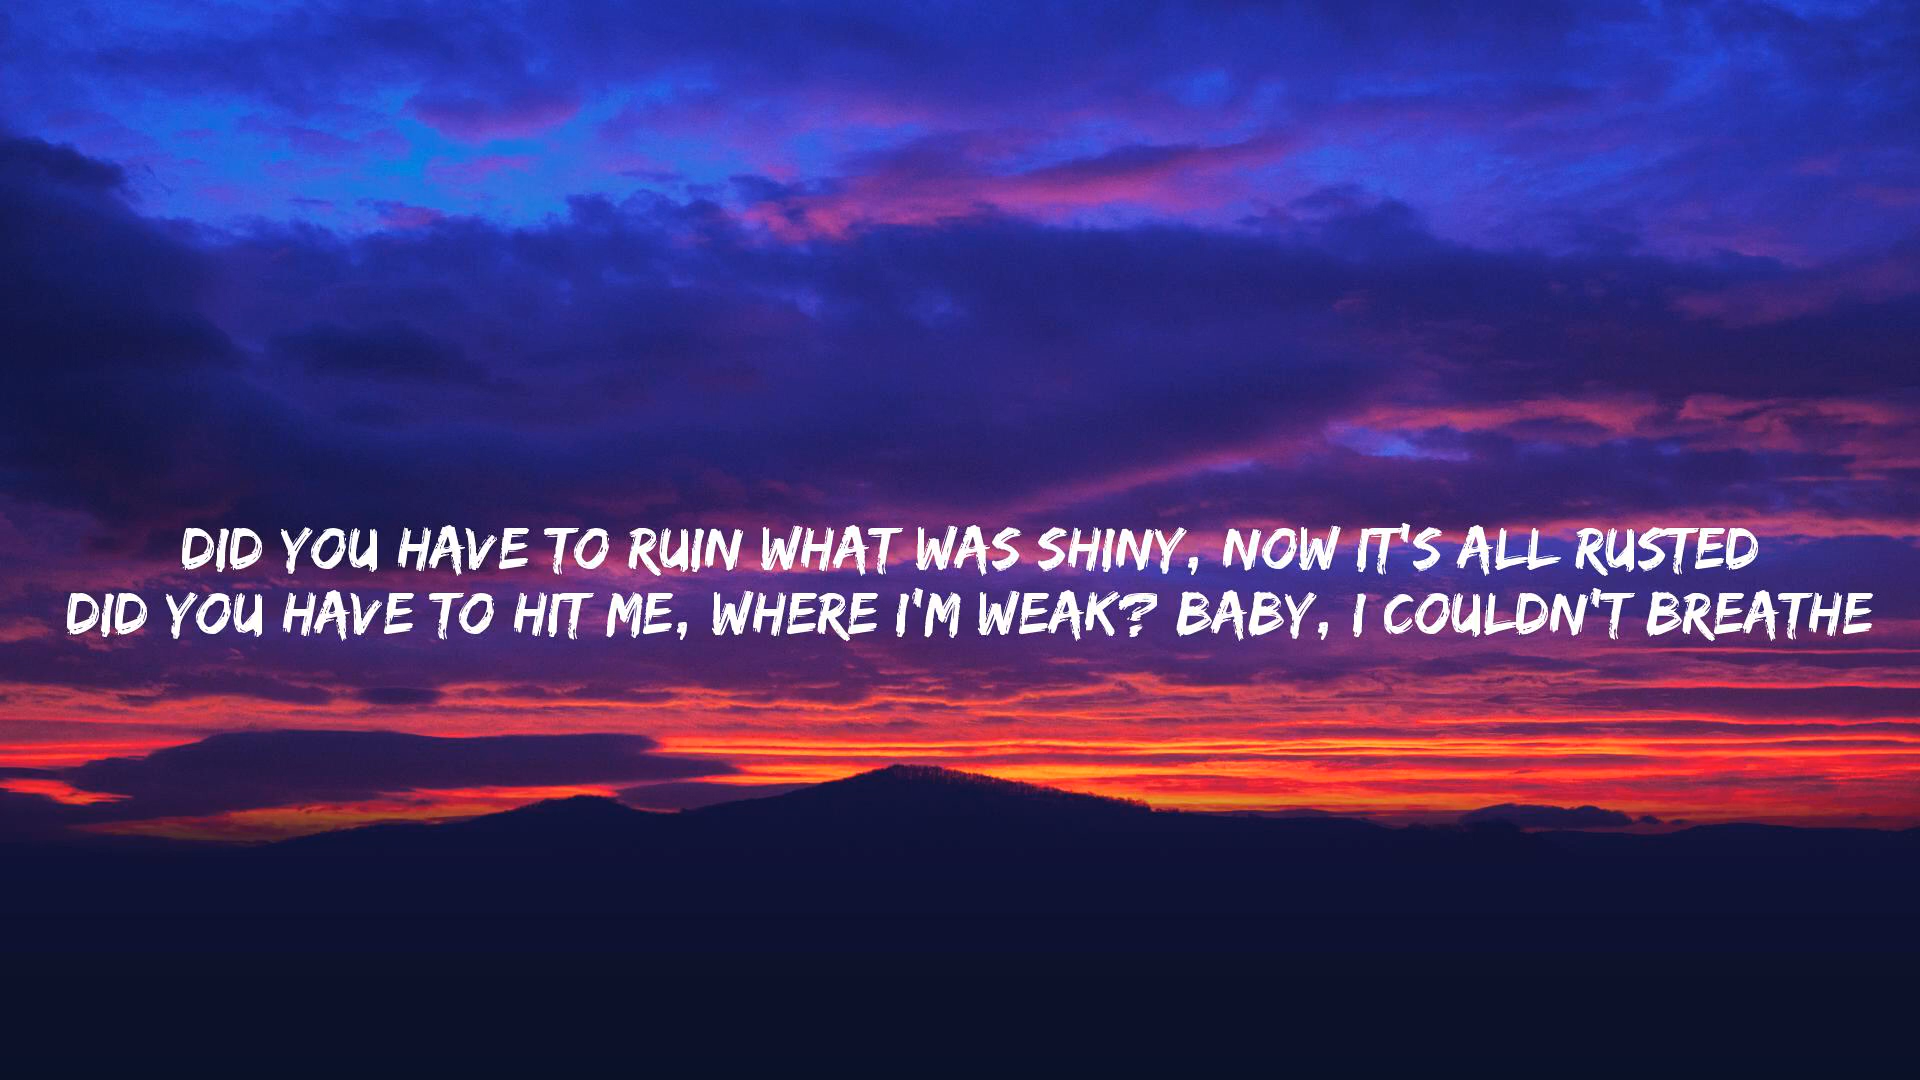 DID YOU HAVE TO RUIN WHAT WAS SHINY, NOW IT'S ALL RUSTED
DID YOU HAVE TO HIT ME, WHERE I'M WEAK? BABY, I COULDN'T BREATHE